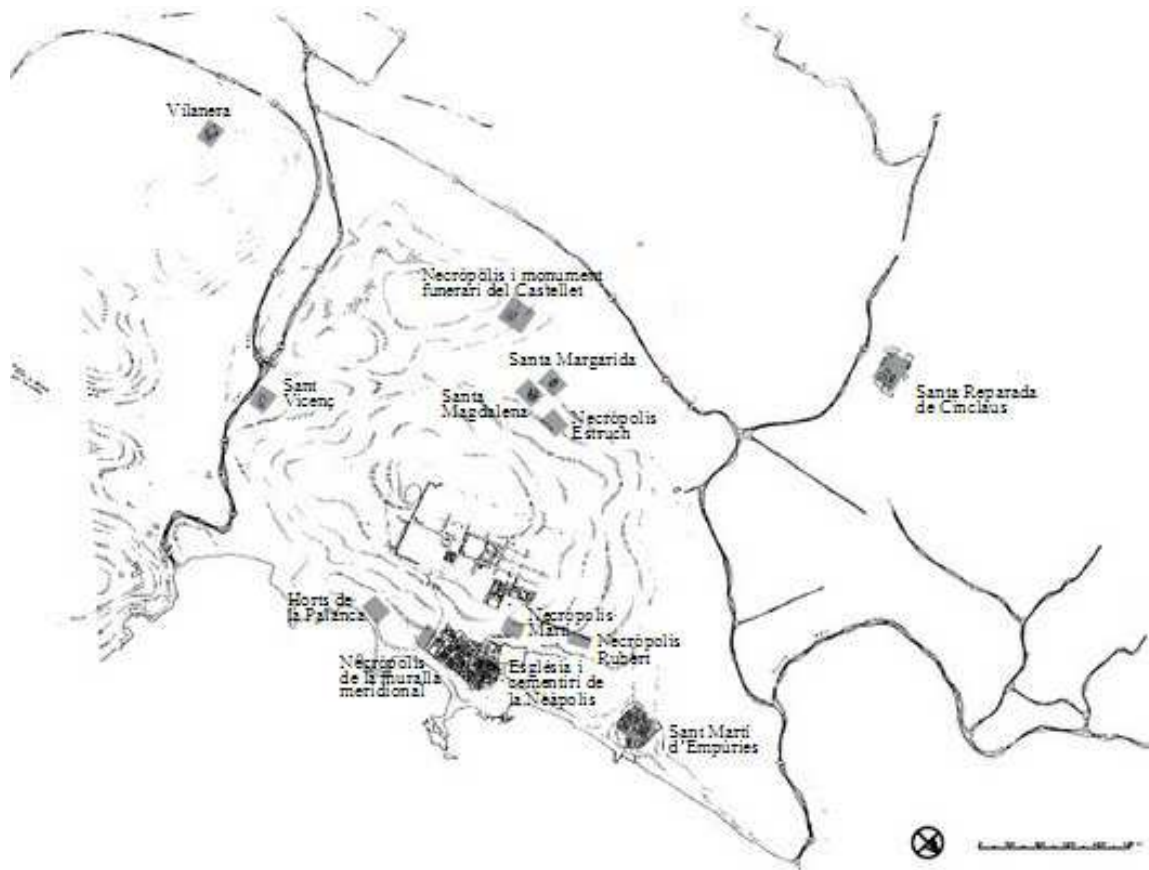 Vilanera
Necròpolis i monument
funerari del Castellet
Santa Margarida
Santa
Magdalena
Necròpolis
Estruch
Sant
Vicenç
Santa Reparada
de Cinclaus
Horts de
la Palanca
Necròpolis
Martí
Necròpolis
Rubert
Necròpolis
de la muralla
meridional
Església i
cementiri de
la Neàpolis
Sant Martí
d'Empúries